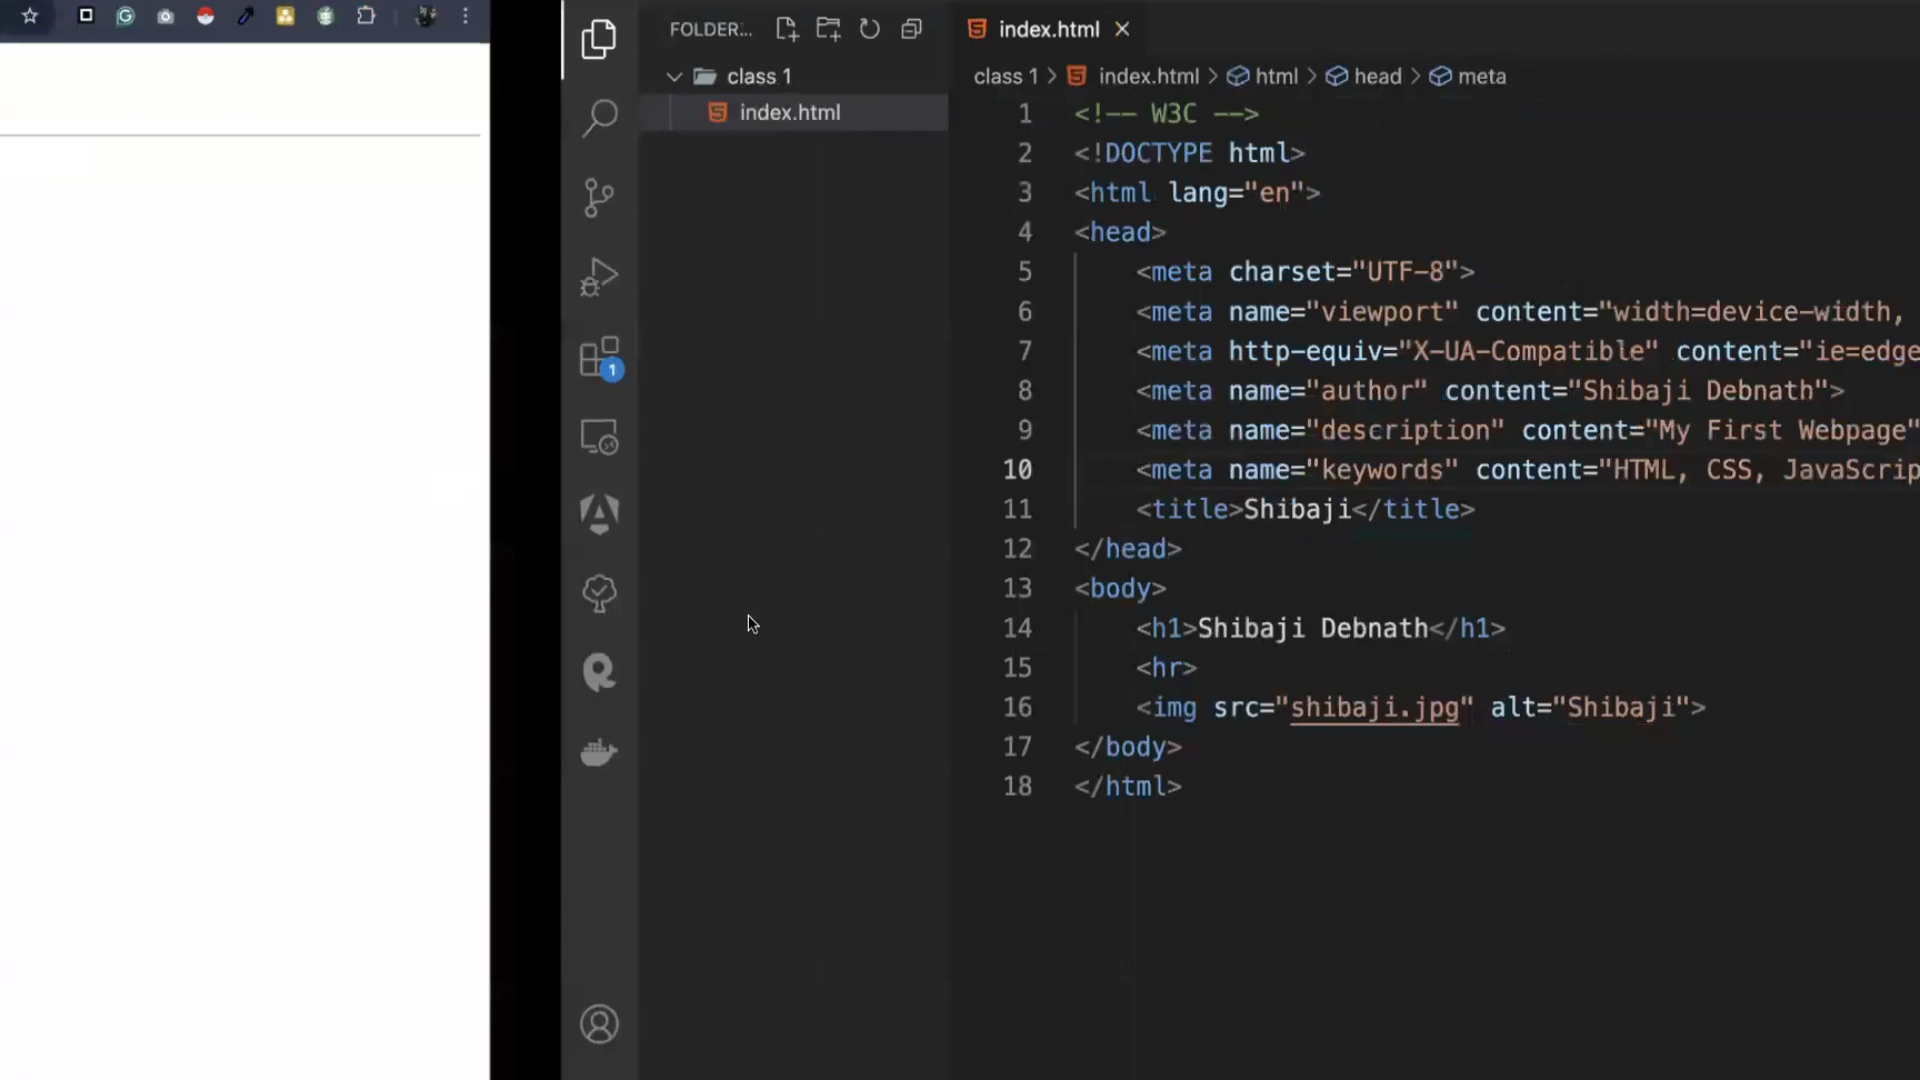 FOLDER...
class 1
index.html
index.html
class 1 > index.html > html > head > meta
1 <!-- W3C -->
2 <!DOCTYPE html>
3 <html lang="en">
4 <head>
5 <meta charset="UTF-8">
6 <meta name="viewport" content="width=device-width,
7 <meta http-equiv="X-UA-Compatible" content="ie=edge
8 <meta name="author" content="Shibaji Debnath">
9 <meta name="description" content="My First Webpage"
10 <meta name="keywords" content="HTML, CSS, JavaScrip
11 <title>Shibaji</title>
12 </head>
13 <body>
14 <h1>Shibaji Debnath</h1>
15 <hr>
16 <img src="shibaji.jpg" alt="Shibaji">
17 </body>
18 </html>
1